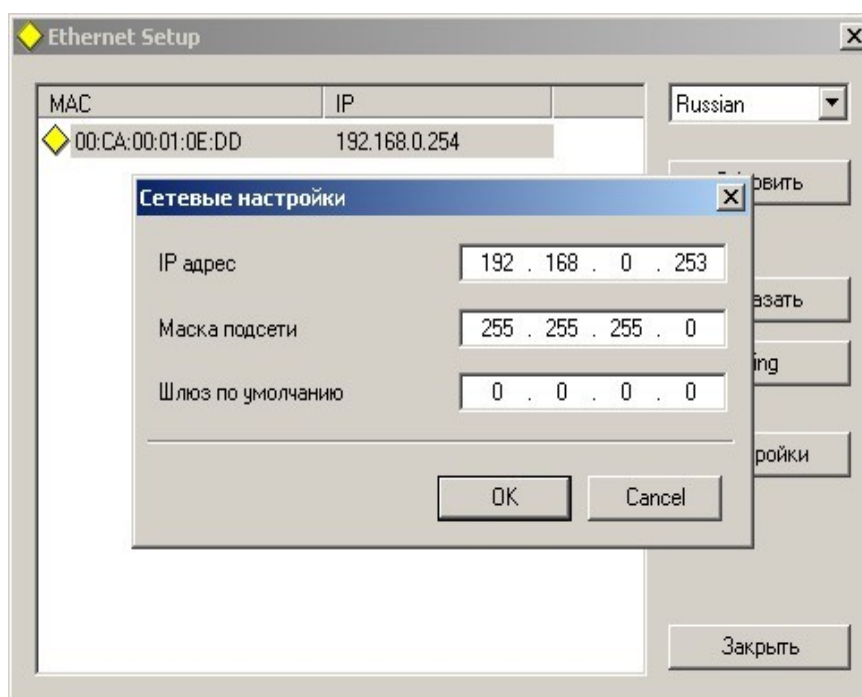 Ethernet Setup
MAC IP
Russian
00:CA:00:01:0E:DD 192.168.0.254
Сетевые настройки
IP адрес 192 . 168 . 0 . 253
Маска подсети 255 . 255 . 255 . 0
Шлюз по умолчанию 0 . 0 . 0 . 0
OK Cancel
Закрыть